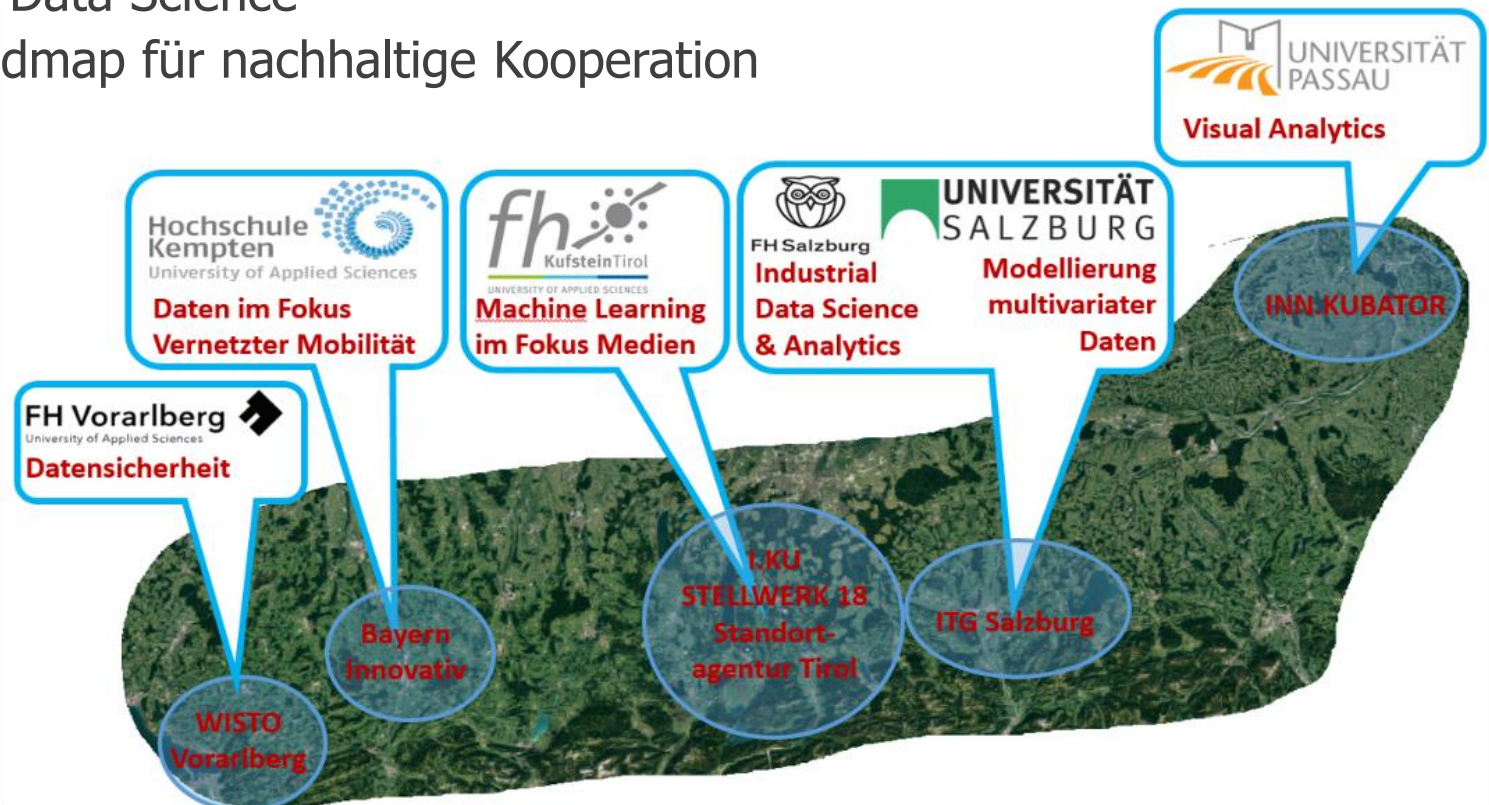 Data Science
dmap für nachhaltige Kooperation
UNIVERSITÄT
PASSAU
Visual Analytics
Hochschule
Kempten
University of Applied Sciences
Daten im Fokus
Vernetzter Mobilität
fh
KufsteinTirol
UNIVERSITY OF APPLIED SCIENCES
Machine Learning
im Fokus Medien
FH Salzburg
Industrial
Data Science
& Analytics
UNIVERSITÄT
SALZBURG
Modellierung
multivariater
Daten
FH Vorarlberg
University of Applied Sciences
Datensicherheit
INN.KUBATOR
I.KU
STELLWERK 18
Standort-
agentur Tirol
ITG Salzburg
Bayern
Innovativ
WISTO
Vorarlberg